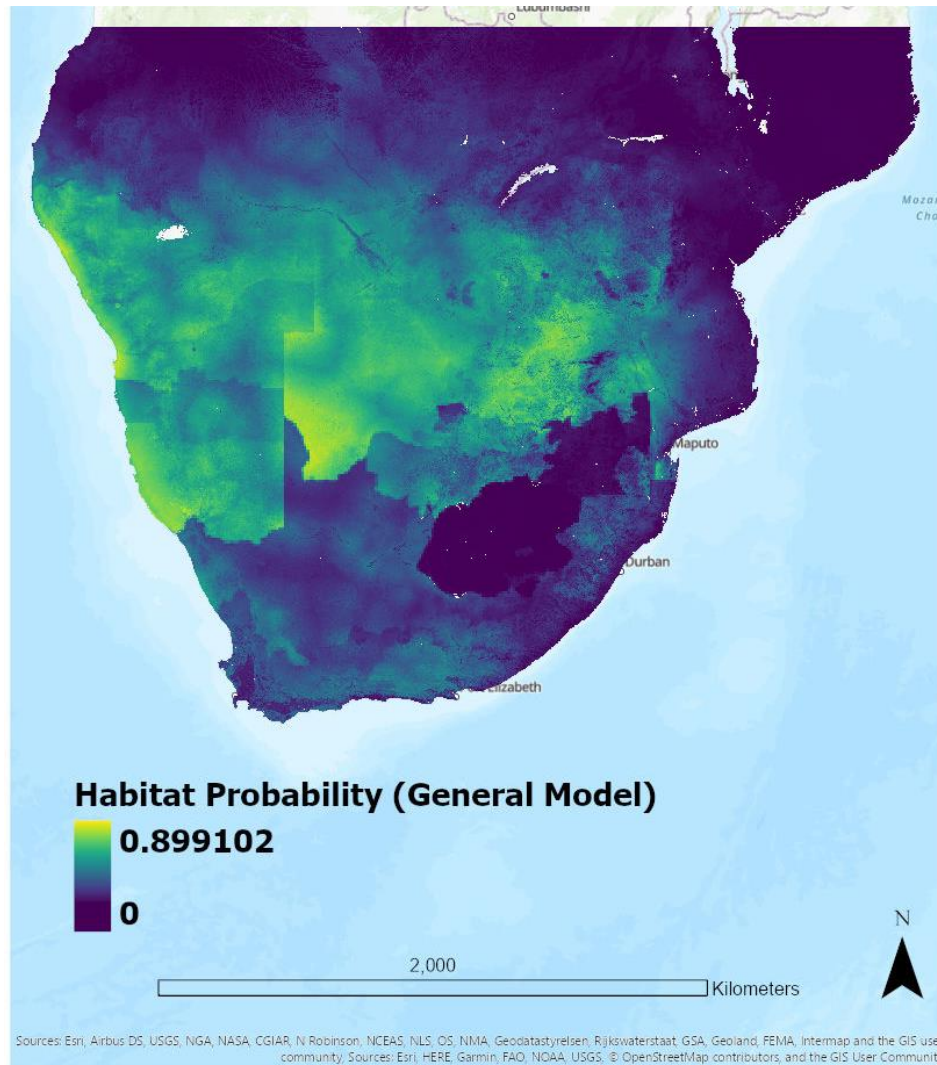 Lubumbashi
Maputo
Durban
Elizabeth
Habitat Probability (General Model)
0.899102
0
N
2,000
Kilometers
Sources: Esri, Airbus DS, USGS, NGA, NASA, CGIAR, N Robinson, NCEAS, NLS, OS, NMA, Geodatastyrelsen, Rijkswaterstaat, GSA, Geoland, FEMA, Intermap and the GIS use
community, Sources: Esri, HERE, Garmin, FAO, NOAA, USGS, © OpenStreetMap contributors, and the GIS User Communit